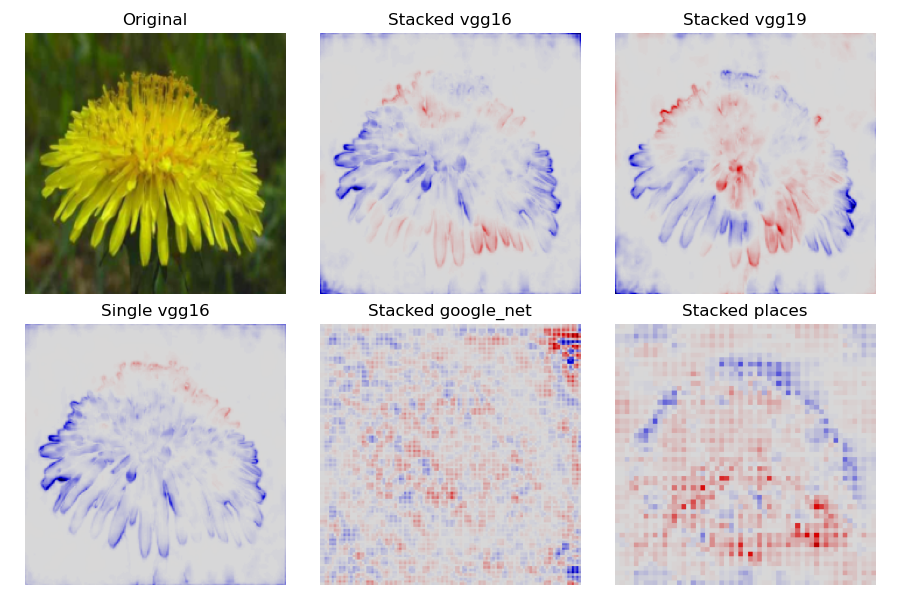 Original
Stacked vgg16
Stacked vgg19
Single vgg16
Stacked google_net
Stacked places